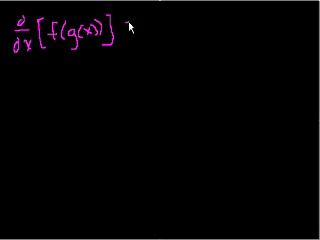 d/dx [f(g(x))] =